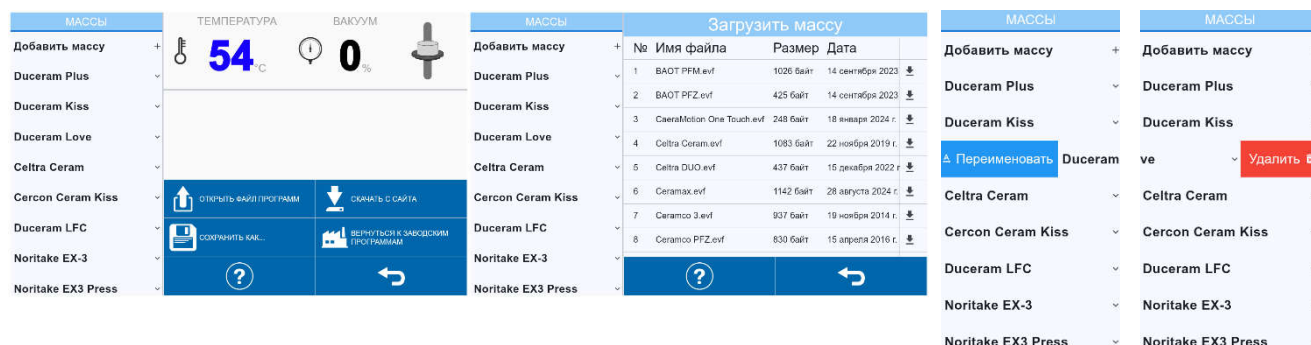 МАССЫ
Добавить массу +
Duceram Plus
Duceram Kiss
Duceram Love
Celtra Ceram
Cercon Ceram Kiss
Duceram LFC
Noritake EX-3
Noritake EX3 Press
ТЕМПЕРАТУРА ВАКУУМ
54 °C 0 %
ОТКРЫТЬ ФАЙЛ ПРОГРАММ
СКАЧАТЬ С САЙТА
СОХРАНИТЬ КАК...
ВЕРНУТЬСЯ К ЗАВОДСКИМ
ПРОГРАММАМ
?
МАССЫ
Добавить массу +
Duceram Plus
Duceram Kiss
Duceram Love
Celtra Ceram
Cercon Ceram Kiss
Duceram LFC
Noritake EX-3
Noritake EX3 Press
Загрузить массу
№ Имя файла Размер Дата
1 BAOT PFM.evf 1026 байт 14 сентября 2023
2 BAOT PFZ.evf 425 байт 14 сентября 2023
3 CaeraMotion One Touch.evf 248 байт 18 января 2024 г.
4 Celtra Ceram.evf 1083 байт 22 ноября 2019 г.
5 Celtra DUO.evf 437 байт 15 декабря 2022 г
6 Ceramax.evf 1142 байт 28 августа 2024 г.
7 Ceramco 3.evf 937 байт 19 ноября 2014 г.
8 Ceramco PFZ.evf 830 байт 15 апреля 2016 г.
?
МАССЫ
Добавить массу +
Duceram Plus
Duceram Kiss
Переименовать Duceram
Celtra Ceram
Cercon Ceram Kiss
Duceram LFC
Noritake EX-3
Noritake EX3 Press
МАССЫ
Добавить массу
Duceram Plus
Duceram Kiss
ve Удалить
Celtra Ceram
Cercon Ceram Kiss
Duceram LFC
Noritake EX-3
Noritake EX3 Press